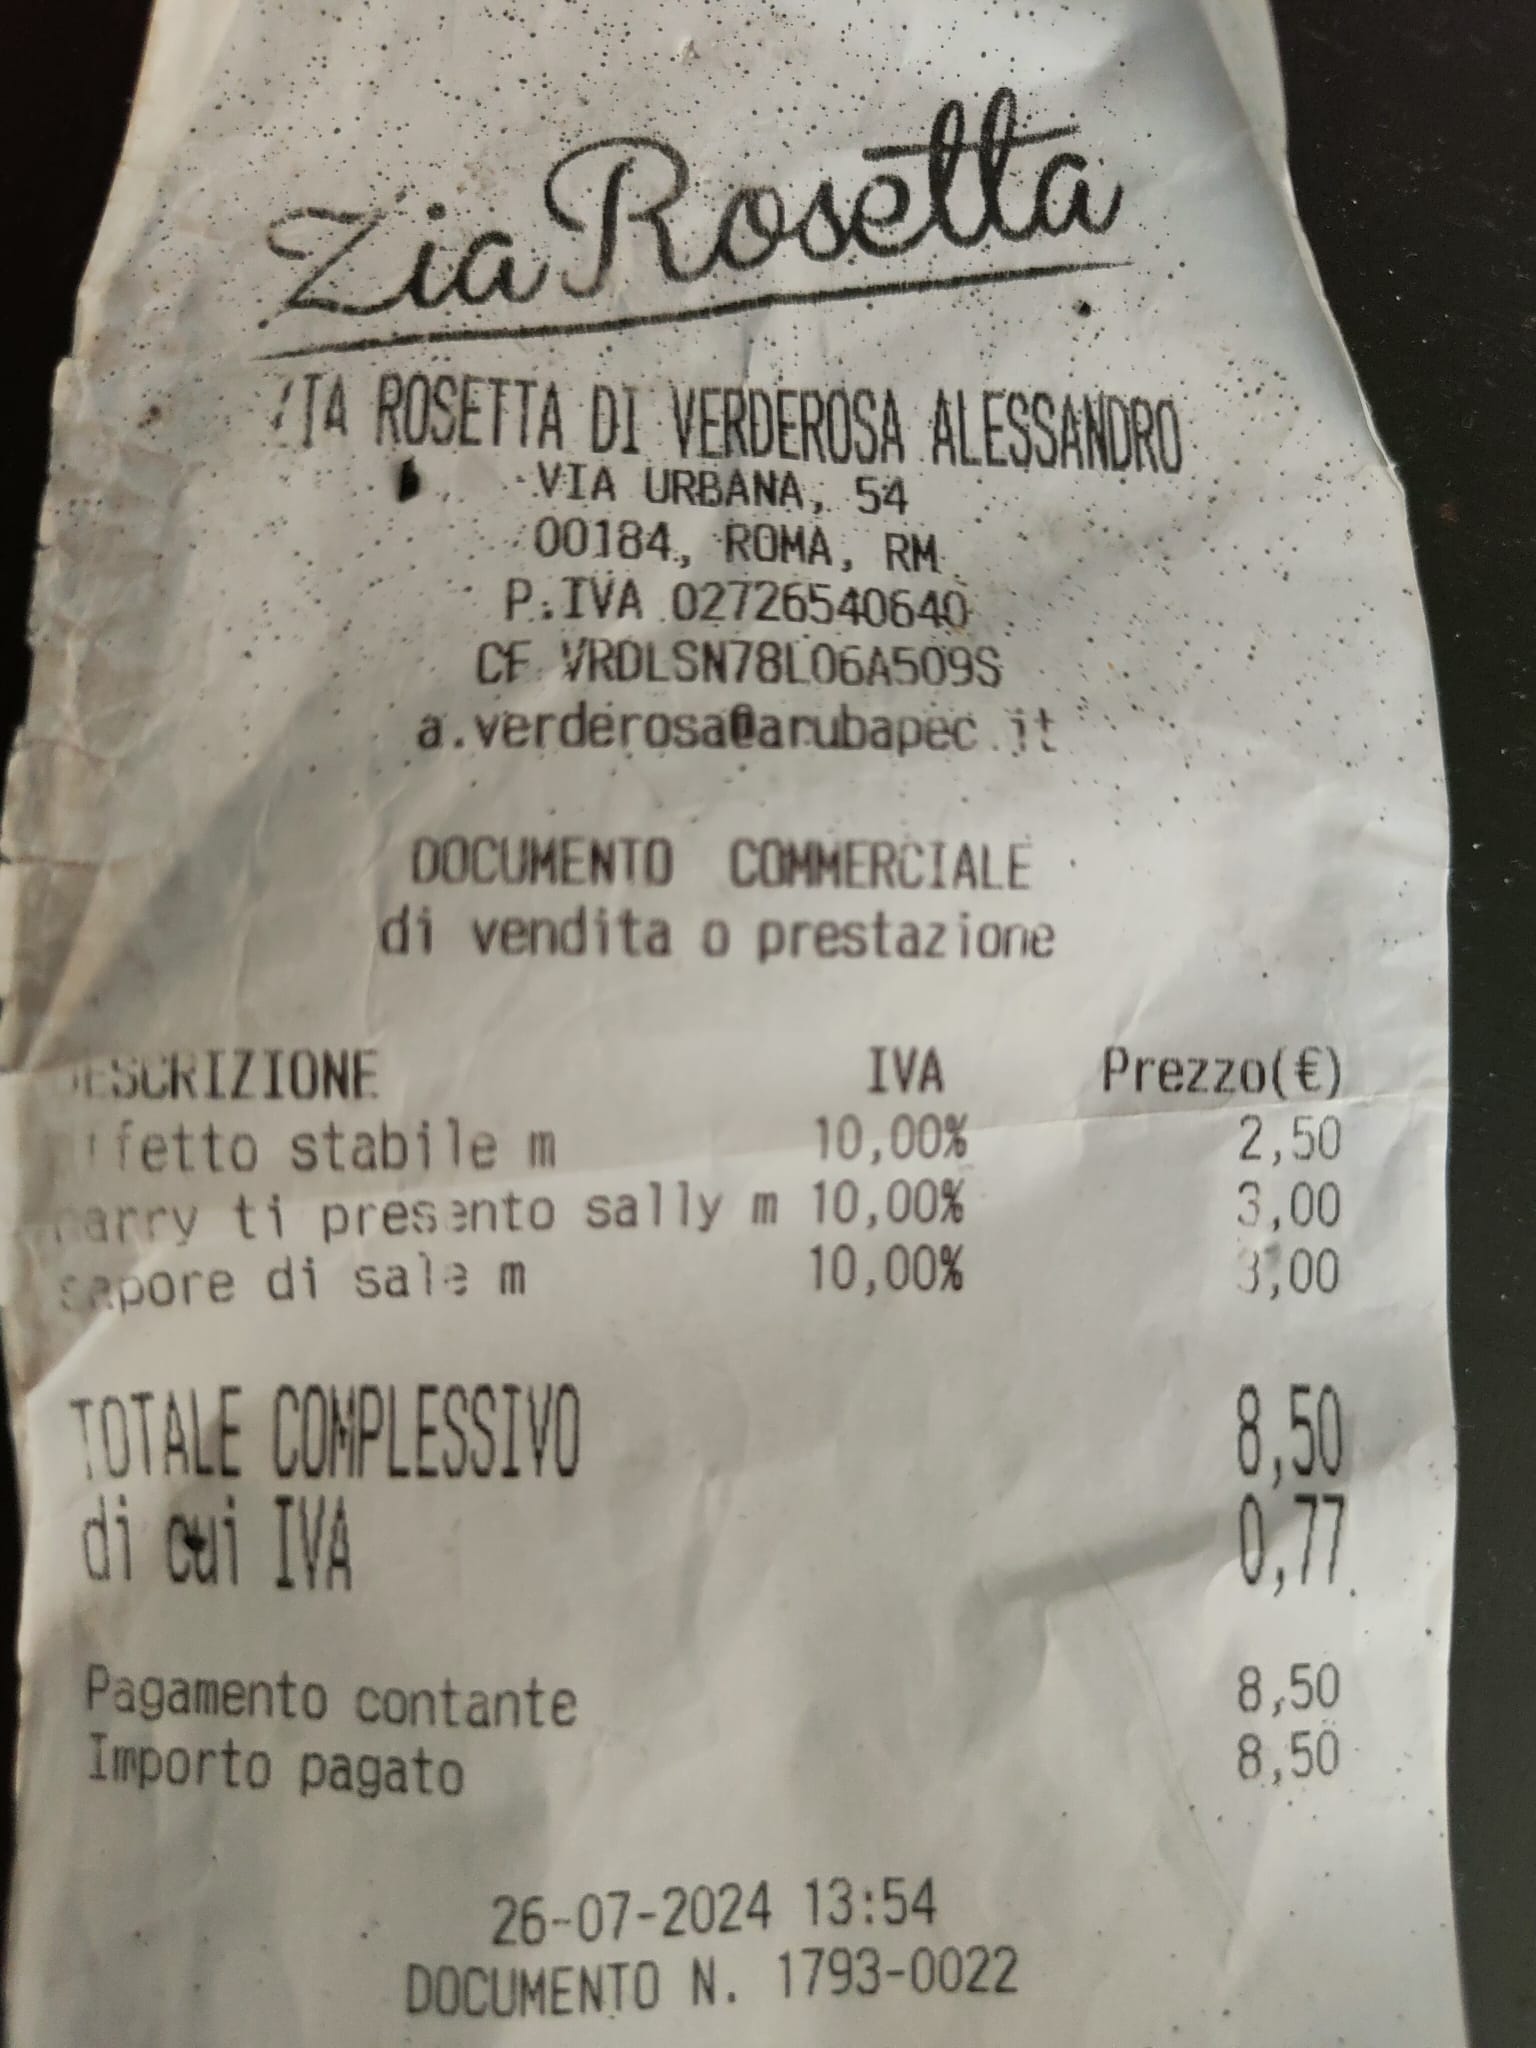 Zia Rosetta
ZIA ROSETTA DI VERDEROSA ALESSANDRO
VIA URBANA, 54
00184, ROMA, RM
P.IVA 02726540640
CF VRDLSN78L06A509S
a.verderosa@arubapec.it
DOCUMENTO COMMERCIALE
di vendita o prestazione
DESCRIZIONE IVA Prezzo(€)
stabile m 10,00% 2,50
harry ti presento sally m 10,00% 3,00
sapore di sale m 10,00% 3,00
TOTALE COMPLESSIVO 8,50
di cui IVA 0,77
Pagamento contante 8,50
Importo pagato 8,50
26-07-2024 13:54
DOCUMENTO N. 1793-0022